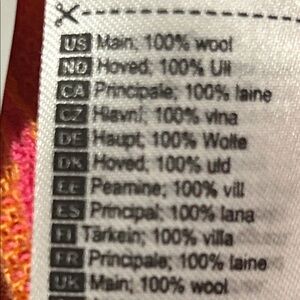 US Main; 100% wool
NO Hoved; 100% Ull
CA Principale; 100% laine
CZ Hlavní; 100% vlna
DE Haupt; 100% Wolle
DK Hoved; 100% uld
EE Peamine; 100% vill
ES Principal; 100% lana
FI Tärkein; 100% villa
FR Principale; 100% laine
UK Main; 100% wool